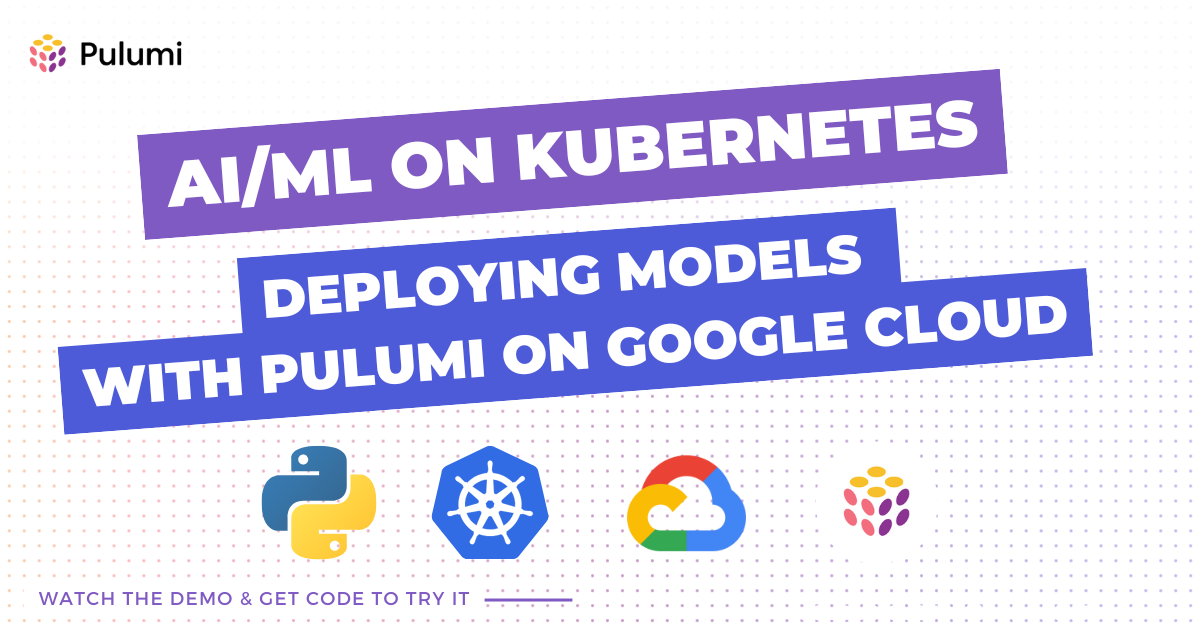 Pulumi
AI/ML ON KUBERNETES
DEPLOYING MODELS
WITH PULUMI ON GOOGLE CLOUD
WATCH THE DEMO & GET CODE TO TRY IT